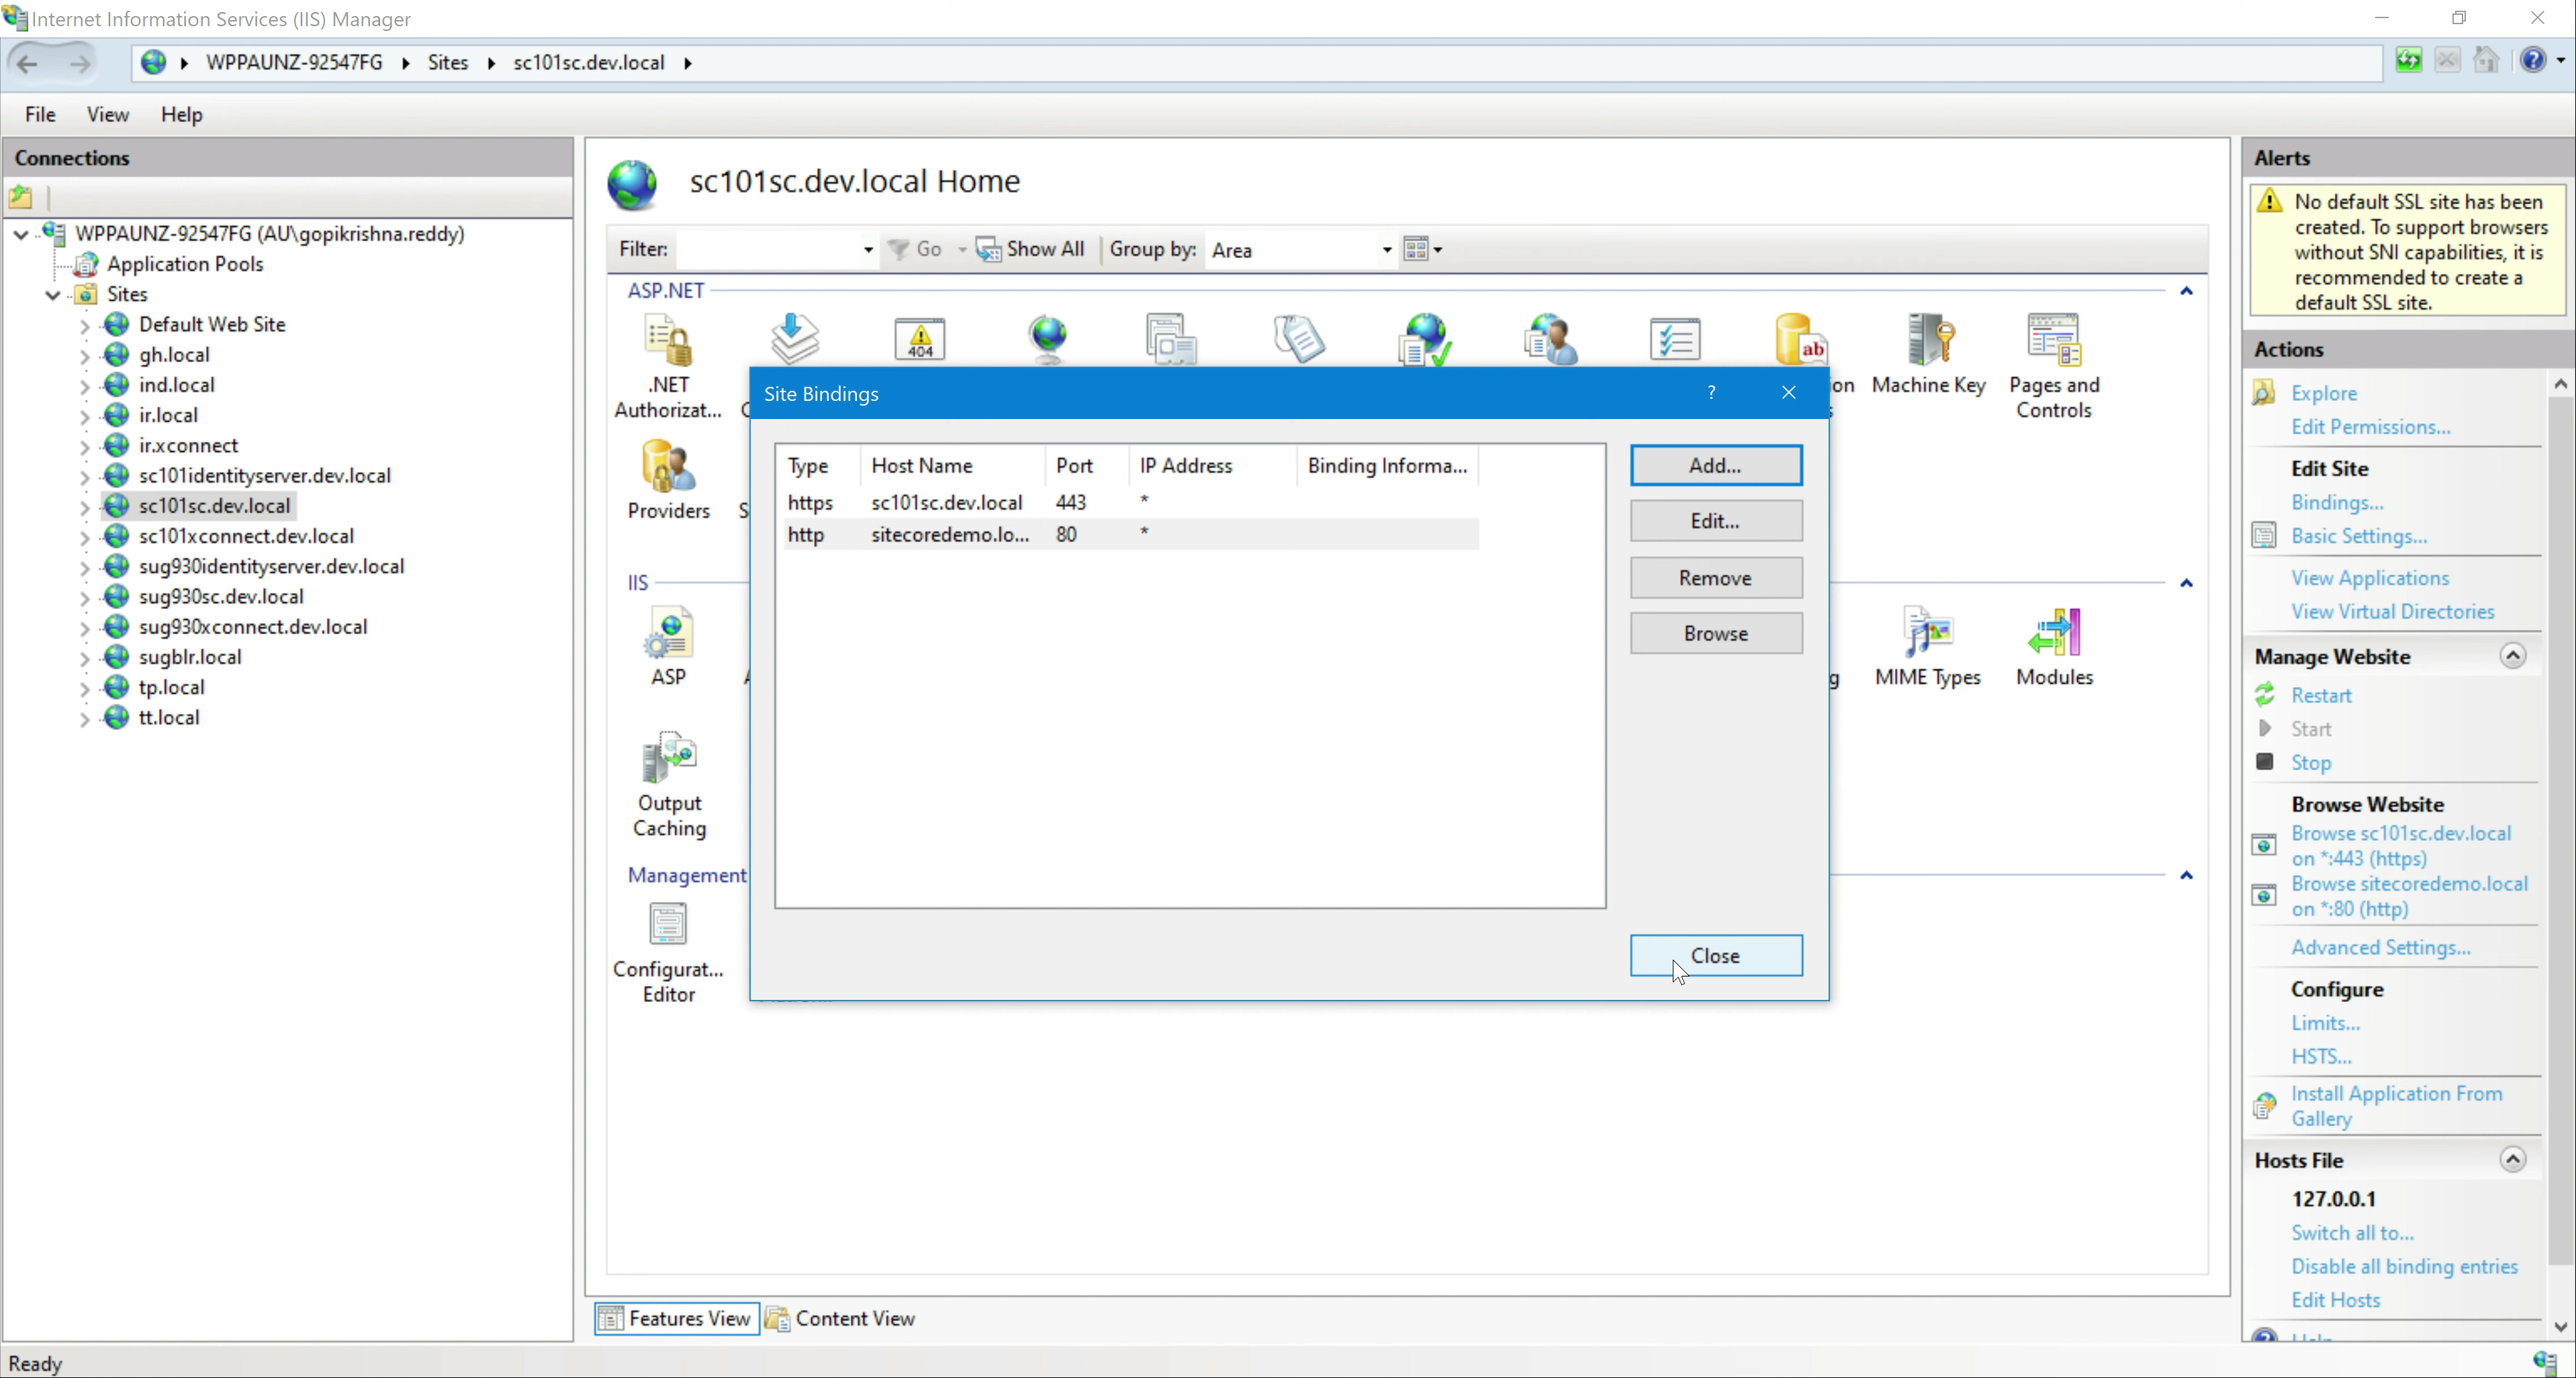 Internet Information Services (IIS) Manager
WPPAUNZ-92547FG
Sites
sc101sc.dev.local
File View Help
Connections
WPPAUNZ-92547FG (AU\gopikrishna.reddy)
Application Pools
Sites
Default Web Site
gh.local
ind.local
ir.local
ir.xconnect
sc101identityserver.dev.local
sc101sc.dev.local
sc101xconnect.dev.local
sug930identityserver.dev.local
sug930sc.dev.local
sug930xconnect.dev.local
sugblr.local
tp.local
tt.local
sc101sc.dev.local Home
Filter: Go Show All Group by: Area
ASP.NET
404
ab
.NET
Authorizat...
Machine Key
Pages and
Controls
Providers
IIS
ASP
MIME Types
Modules
Output
Caching
Management
Configurat...
Editor
Site Bindings
?
Type Host Name Port IP Address Binding Informa...
https sc101sc.dev.local 443 *
http sitecoredemo.lo... 80 *
Add...
Edit...
Remove
Browse
Close
Features View Content View
Alerts
No default SSL site has been
created. To support browsers
without SNI capabilities, it is
recommended to create a
default SSL site.
Actions
Explore
Edit Permissions...
Edit Site
Bindings...
Basic Settings...
View Applications
View Virtual Directories
Manage Website
Restart
Start
Stop
Browse Website
Browse sc101sc.dev.local
on *:443 (https)
Browse sitecoredemo.local
on *:80 (http)
Advanced Settings...
Configure
Limits...
HSTS...
Install Application From
Gallery
Hosts File
127.0.0.1
Switch all to...
Disable all binding entries
Edit Hosts
Ready